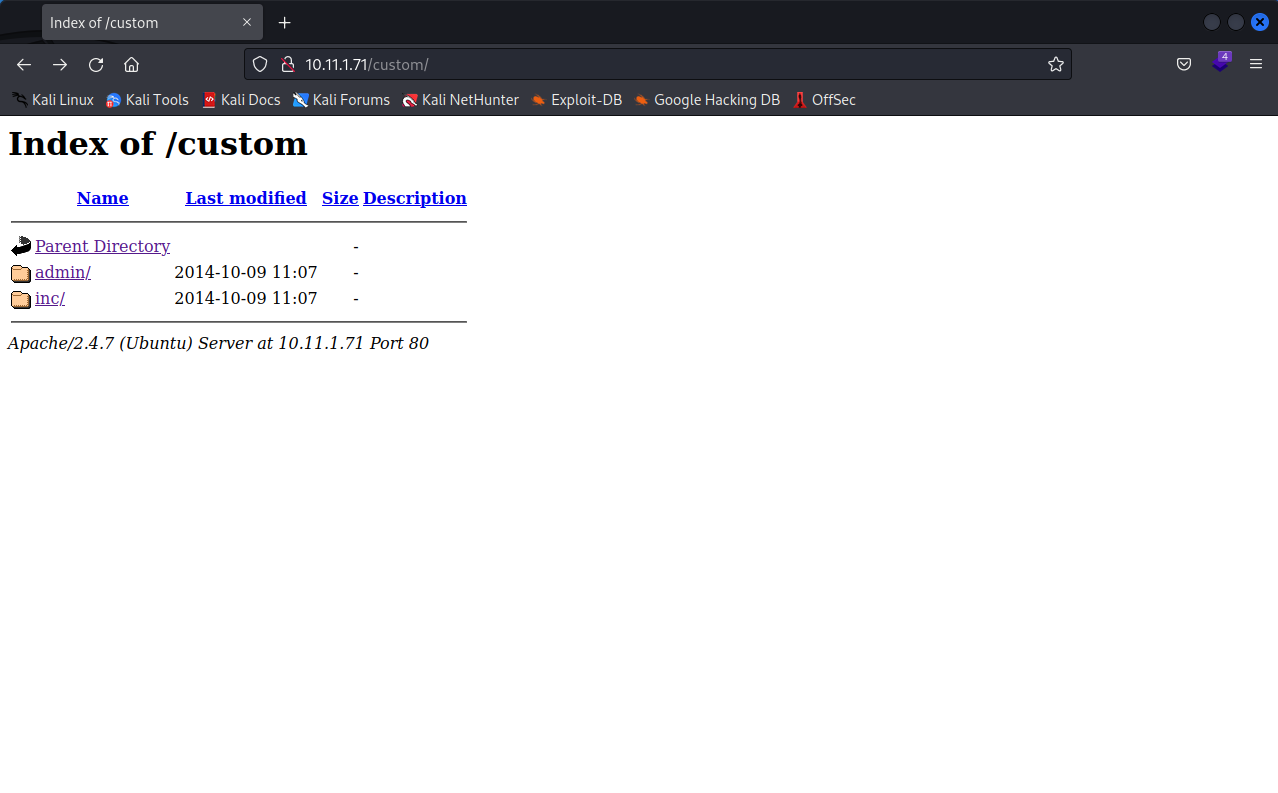 Index of /custom
10.11.1.71/custom/
4
Kali Linux Kali Tools Kali Docs Kali Forums Kali NetHunter Exploit-DB Google Hacking DB OffSec
Index of /custom
Name Last modified Size Description
Parent Directory -
admin/ 2014-10-09 11:07 -
inc/ 2014-10-09 11:07 -
Apache/2.4.7 (Ubuntu) Server at 10.11.1.71 Port 80